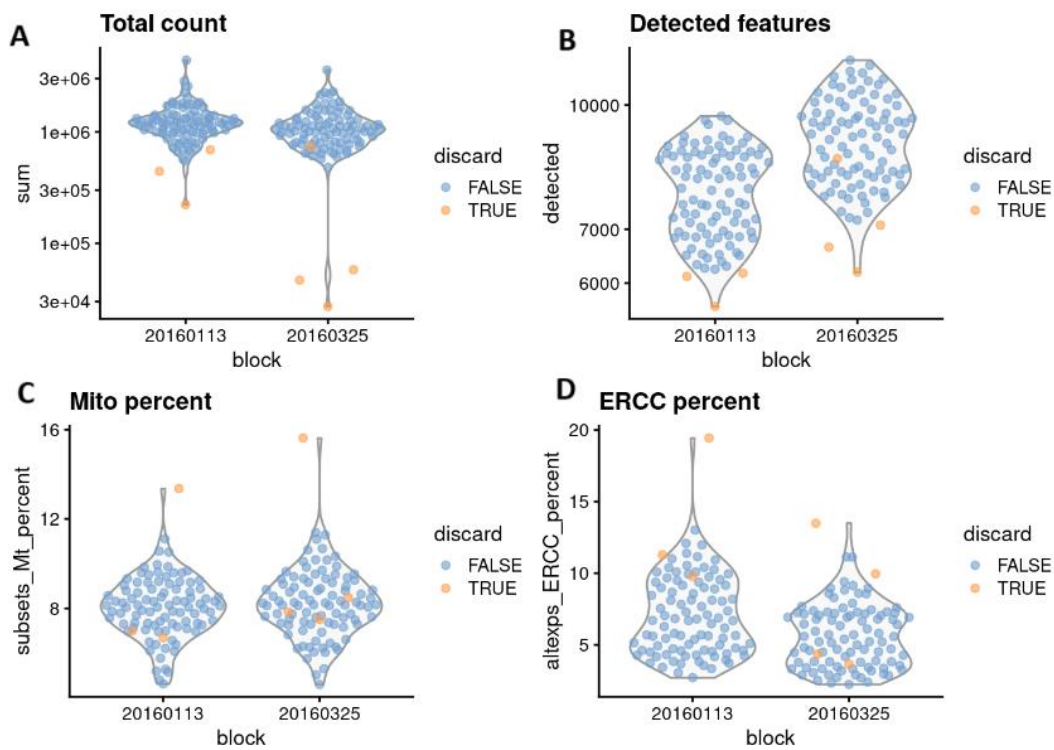 A
Total count
3e+06
1e+06
3e+05
1e+05
3e+04
sum
20160113
20160325
block
discard
FALSE
TRUE
B
Detected features
10000
7000
6000
detected
20160113
20160325
block
discard
FALSE
TRUE
C
Mito percent
16
12
8
subsets_Mt_percent
20160113
20160325
block
discard
FALSE
TRUE
D
ERCC percent
20
15
10
5
altexps_ERCC_percent
20160113
20160325
block
discard
FALSE
TRUE